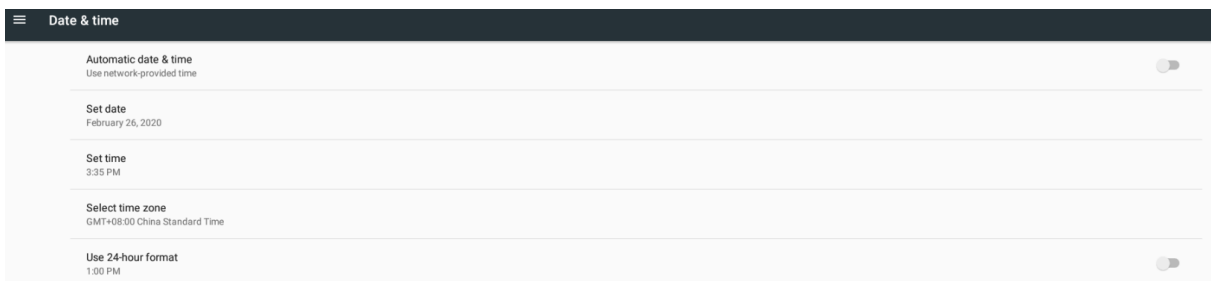 Date & time
Automatic date & time
Use network-provided time
Set date
February 26, 2020
Set time
3:35 PM
Select time zone
GMT+08:00 China Standard Time
Use 24-hour format
1:00 PM